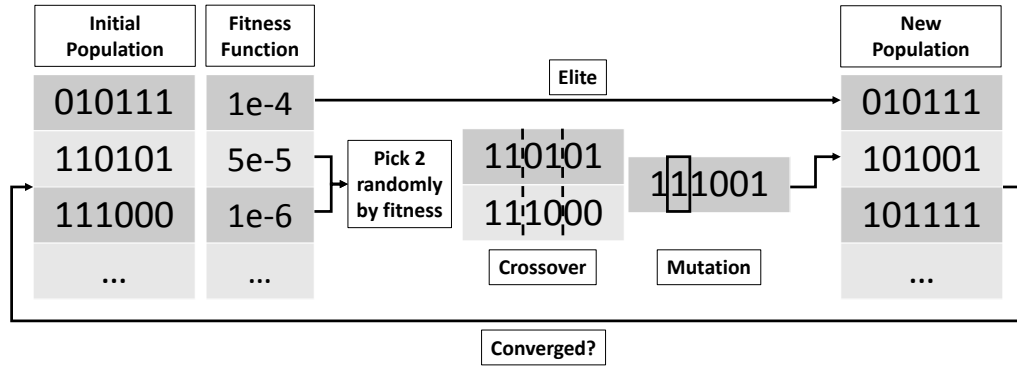 Initial
Population
Fitness
Function
New
Population
Elite
010111
1e-4
010111
110101
5e-5
Pick 2
randomly
by fitness
110101
111001
101001
111000
1e-6
111000
101111
...
...
Crossover
Mutation
...
Converged?